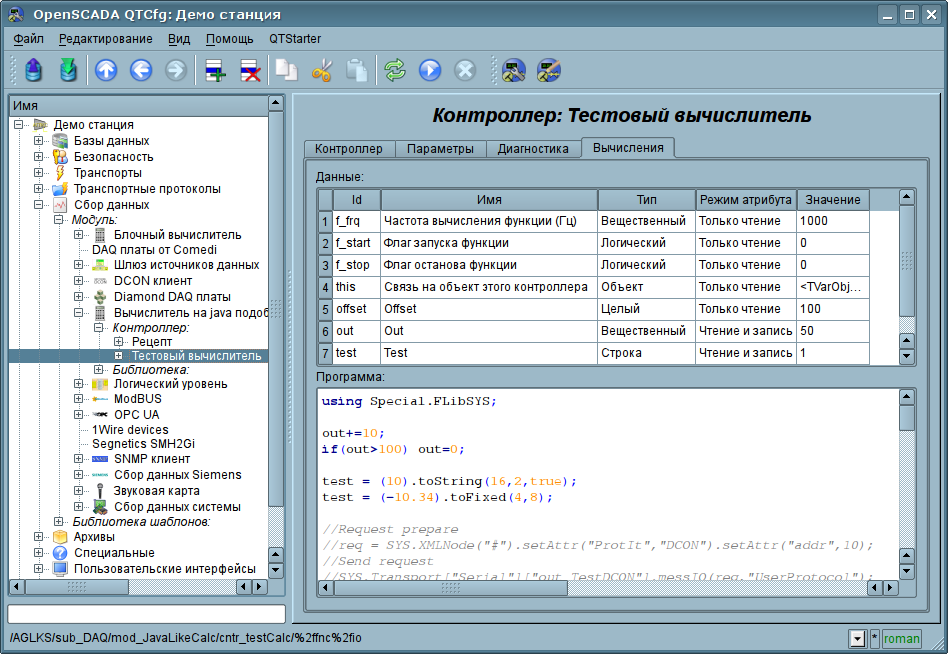 OpenSCADA QTCfg: Демо станция
Файл Редактирование Вид Помощь QTStarter
Имя
Демо станция
Базы данных
Безопасность
Транспорты
Транспортные протоколы
Сбор данных
Модуль:
Блочный вычислитель
DAQ платы от Comedi
Шлюз источников данных
DCON клиент
Diamond DAQ платы
Вычислитель на java подоб
Контроллер:
Рецепт
Тестовый вычислитель
Библиотека:
Логический уровень
ModBUS
OPC UA
1Wire devices
Segnetics SMH2Gi
SNMP клиент
Сбор данных Siemens
Звуковая карта
Сбор данных системы
Библиотека шаблонов:
Архивы
Специальные
Пользовательские интерфейсы
Контроллер: Тестовый вычислитель
Контроллер Параметры Диагностика Вычисления
Данные:
Id Имя Тип Режим атрибута Значение
1 f_frq Частота вычисления функции (Гц) Вещественный Только чтение 1000
2 f_start Флаг запуска функции Логический Только чтение 0
3 f_stop Флаг останова функции Логический Только чтение 0
4 this Связь на объект этого контроллера Объект Только чтение <TVarObj...
5 offset Offset Целый Только чтение 100
6 out Out Вещественный Чтение и запись 50
7 test Test Строка Чтение и запись 1
Программа:
using Special.FLibSYS;
out+=10;
if(out>100) out=0;
test = (10).toString(16,2,true);
test = (-10.34).toFixed(4,8);
//Request prepare
//req = SYS.XMLNode("#").setAttr("ProtIt","DCON").setAttr("addr",10);
//Send request
//SYS.Transport["Serial"]["out_TestDCON"].messIO(req,"UserProtocol");
/AGLKS/sub_DAQ/mod_JavaLikeCalc/cntr_testCalc/%2ffnc%2fio
* roman